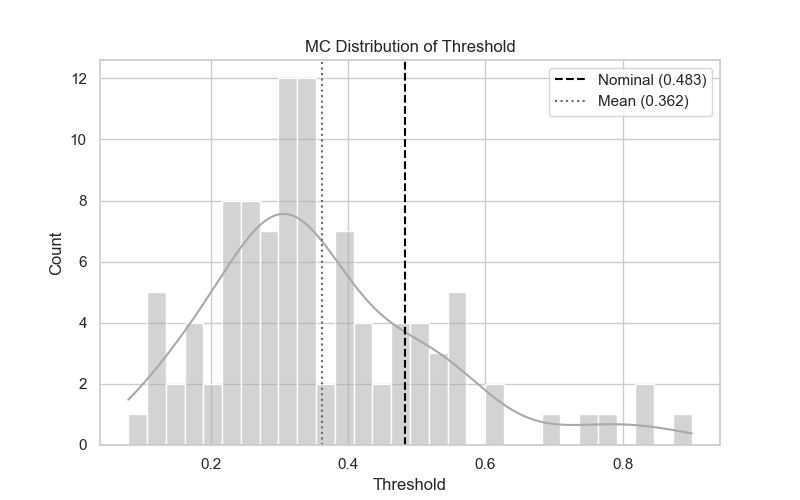 MC Distribution of Threshold
Nominal (0.483)
Mean (0.362)
Count
12
10
8
6
4
2
0
0.2
0.4
0.6
0.8
Threshold